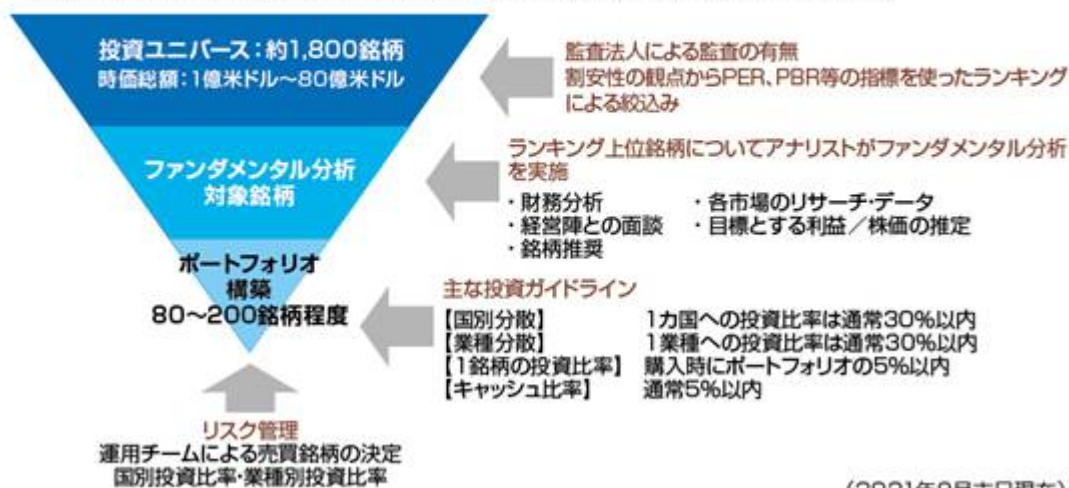 投資ユニバース：約1,800銘柄
時価総額：1億米ドル～80億米ドル
監査法人による監査の有無
割安性の観点からPER、PBR等の指標を使ったランキング
による絞込み
ファンダメンタル分析
対象銘柄
ランキング上位銘柄についてアナリストがファンダメンタル分析
を実施
・財務分析 ・各市場のリサーチ・データ
・経営陣との面談 ・目標とする利益／株価の推定
・銘柄推奨
ポートフォリオ
構築
80～200銘柄程度
主な投資ガイドライン
【国別分散】 1カ国への投資比率は通常30%以内
【業種分散】 1業種への投資比率は通常30%以内
【1銘柄の投資比率】 購入時にポートフォリオの5%以内
【キャッシュ比率】 通常5%以内
リスク管理
運用チームによる売買銘柄の決定
国別投資比率・業種別投資比率